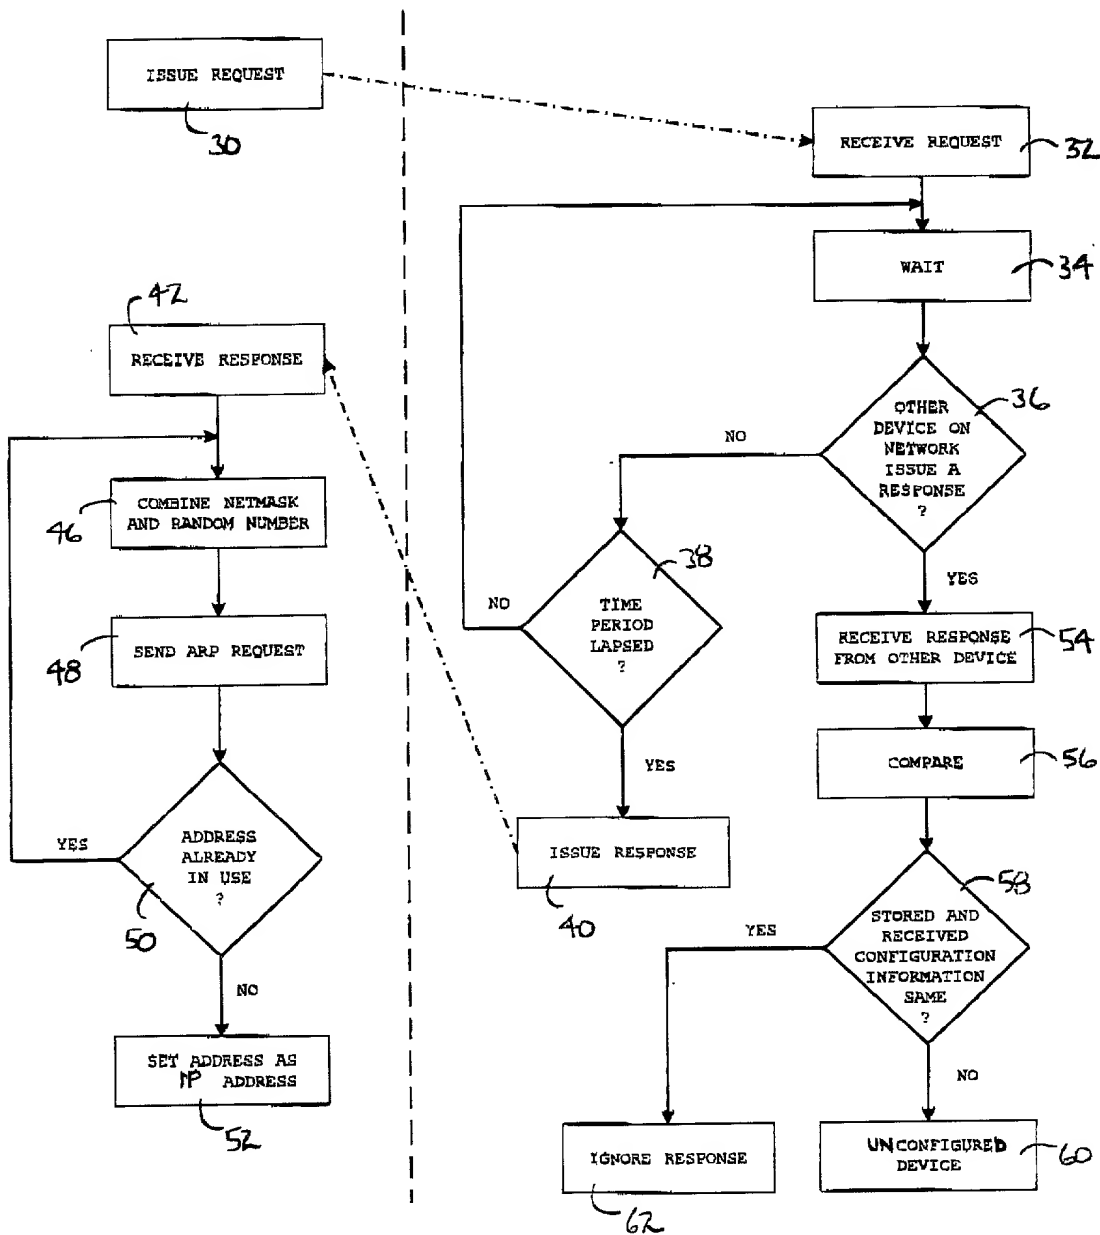 ISSUE REQUEST
30
RECEIVE REQUEST
32
WAIT
34
42
RECEIVE RESPONSE
OTHER
DEVICE ON
NETWORK
ISSUE A
RESPONSE
?
36
NO
YES
COMBINE NETMASK
AND RANDOM NUMBER
46
TIME
PERIOD
LAPSED
?
38
NO
YES
SEND ARP REQUEST
48
RECEIVE RESPONSE
FROM OTHER DEVICE
54
COMPARE
56
ADDRESS
ALREADY
IN USE
?
50
YES
NO
ISSUE RESPONSE
40
STORED AND
RECEIVED
CONFIGURATION
INFORMATION
SAME
?
58
YES
NO
SET ADDRESS AS
IP ADDRESS
52
IGNORE RESPONSE
62
UNCONFIGURED
DEVICE
60